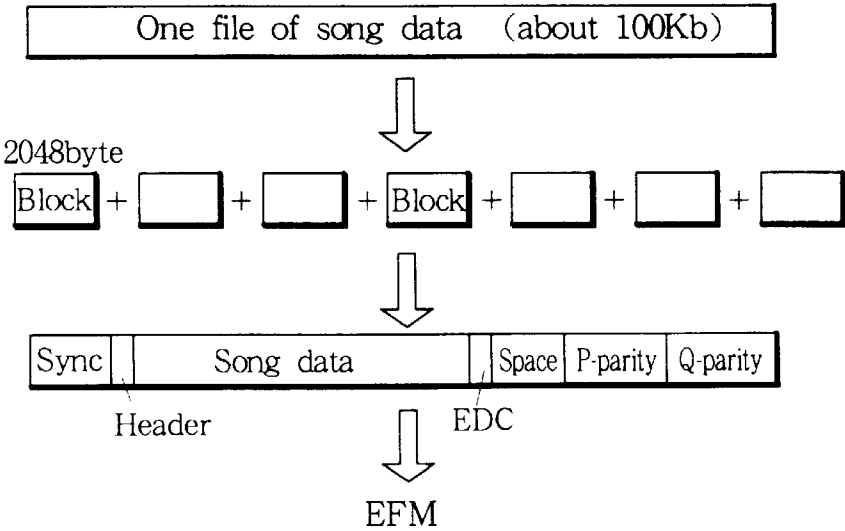 One file of song data (about 100Kb)
2048byte
Block + + + Block + + +
Sync Song data Space P-parity Q-parity
Header EDC
EFM